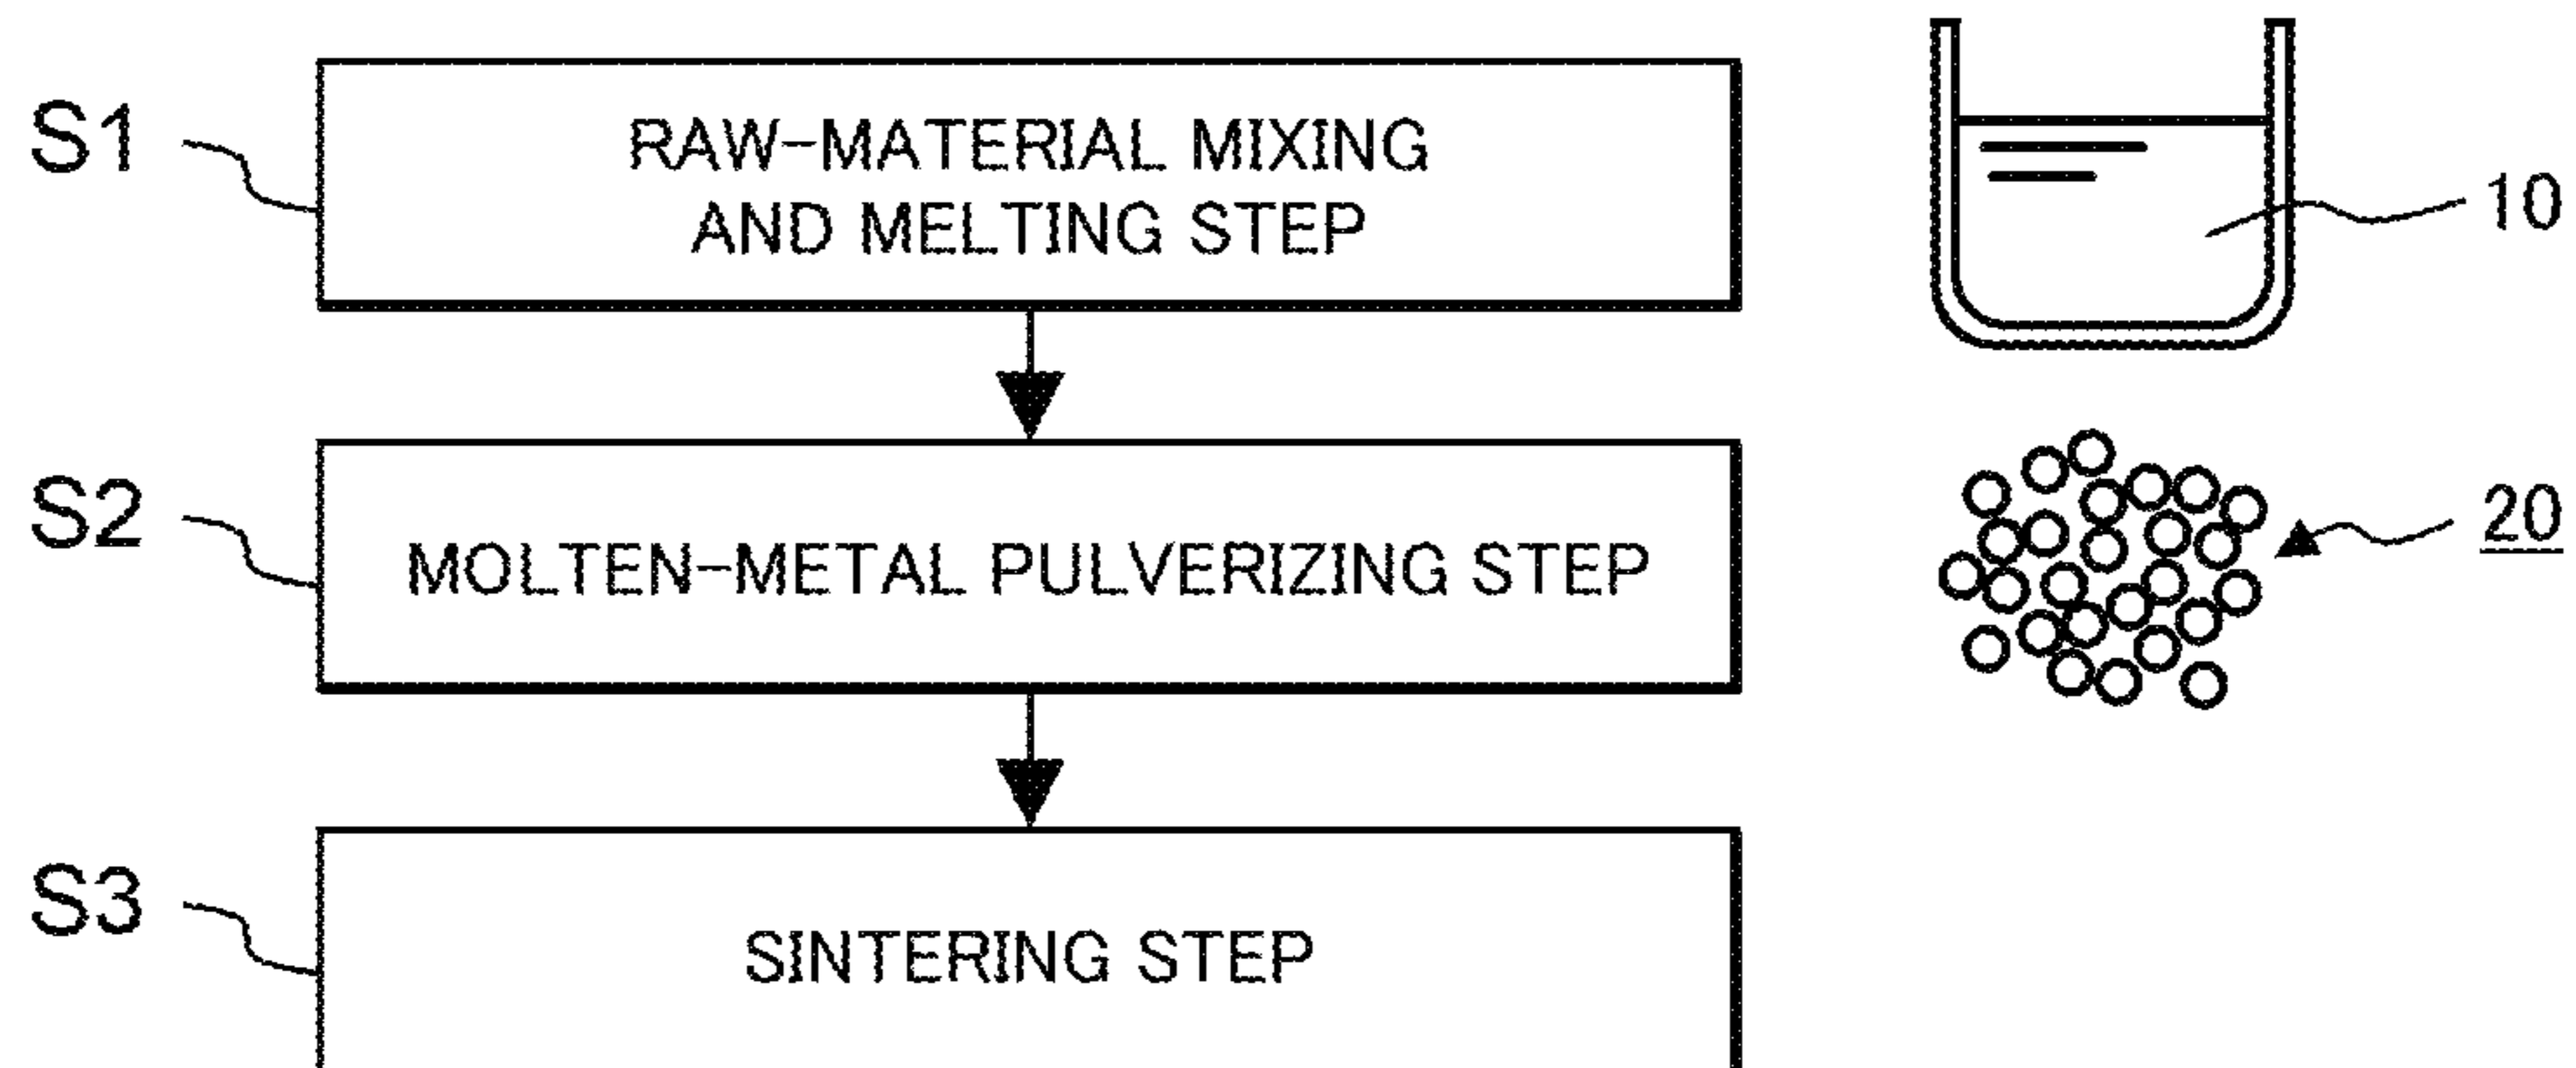 S1
RAW-MATERIAL MIXING
AND MELTING STEP
10
S2
MOLTEN-METAL PULVERIZING STEP
20
S3
SINTERING STEP